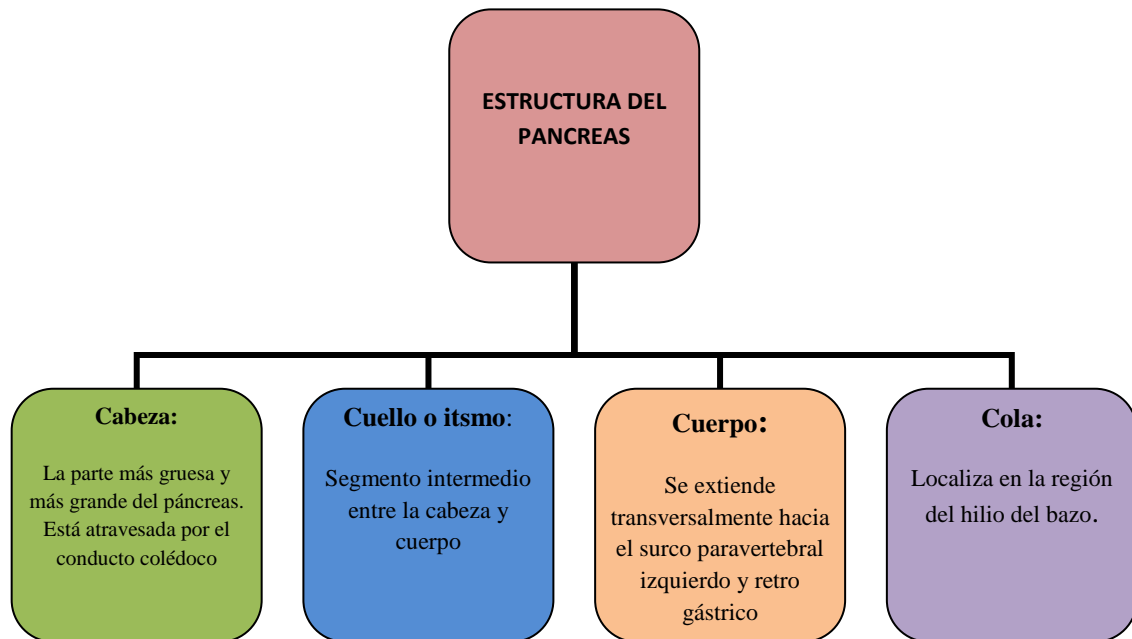 ESTRUCTURA DEL
PANCREAS
Cabeza:
La parte más gruesa y
más grande del páncreas.
Está atravesada por el
conducto colédoco
Cuello o itsmo:
Segmento intermedio
entre la cabeza y
cuerpo
Cuerpo:
Se extiende
transversalmente hacia
el surco paravertebral
izquierdo y retro
gástrico
Cola:
Localiza en la región
del hilio del bazo.